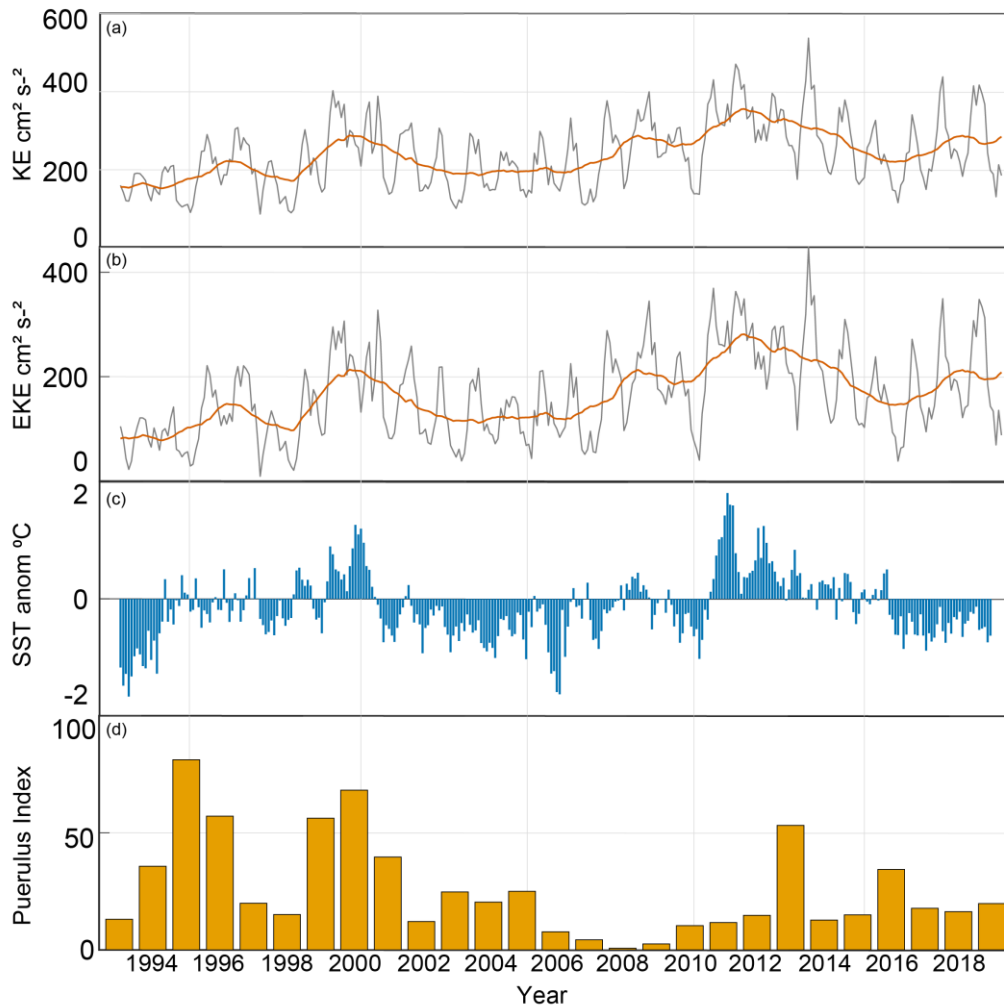 (a)
600
400
200
0
KE cm² s-²
(b)
400
200
0
EKE cm² s-²
(c)
2
0
-2
SST anom ºC
(d)
100
50
0
Puerulus Index
1994 1996 1998 2000 2002 2004 2006 2008 2010 2012 2014 2016 2018
Year